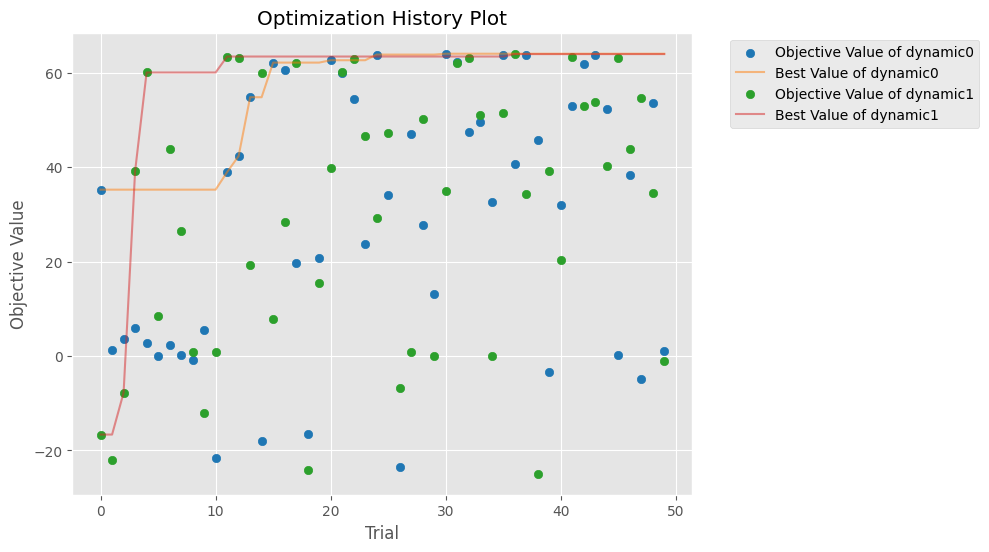 Optimization History Plot
Objective Value
60
40
20
0
−20
0
10
20
30
40
50
Trial
Objective Value of dynamic0
Best Value of dynamic0
Objective Value of dynamic1
Best Value of dynamic1